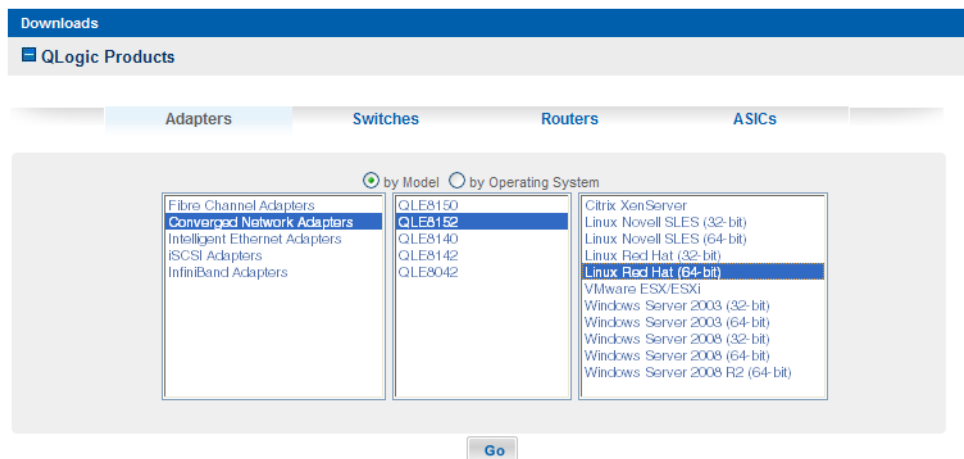 Downloads
QLogic Products
Adapters
Switches
Routers
ASICs
by Model
by Operating System
Fibre Channel Adapters
Converged Network Adapters
Intelligent Ethernet Adapters
iSCSI Adapters
InfiniBand Adapters
QLE8150
QLE8152
QLE8140
QLE8142
QLE8042
Citrix XenServer
Linux Novell SLES (32-bit)
Linux Novell SLES (64-bit)
Linux Red Hat (32-bit)
Linux Red Hat (64-bit)
VMware ESX/ESXi
Windows Server 2003 (32-bit)
Windows Server 2003 (64-bit)
Windows Server 2008 (32-bit)
Windows Server 2008 (64-bit)
Windows Server 2008 R2 (64-bit)
Go